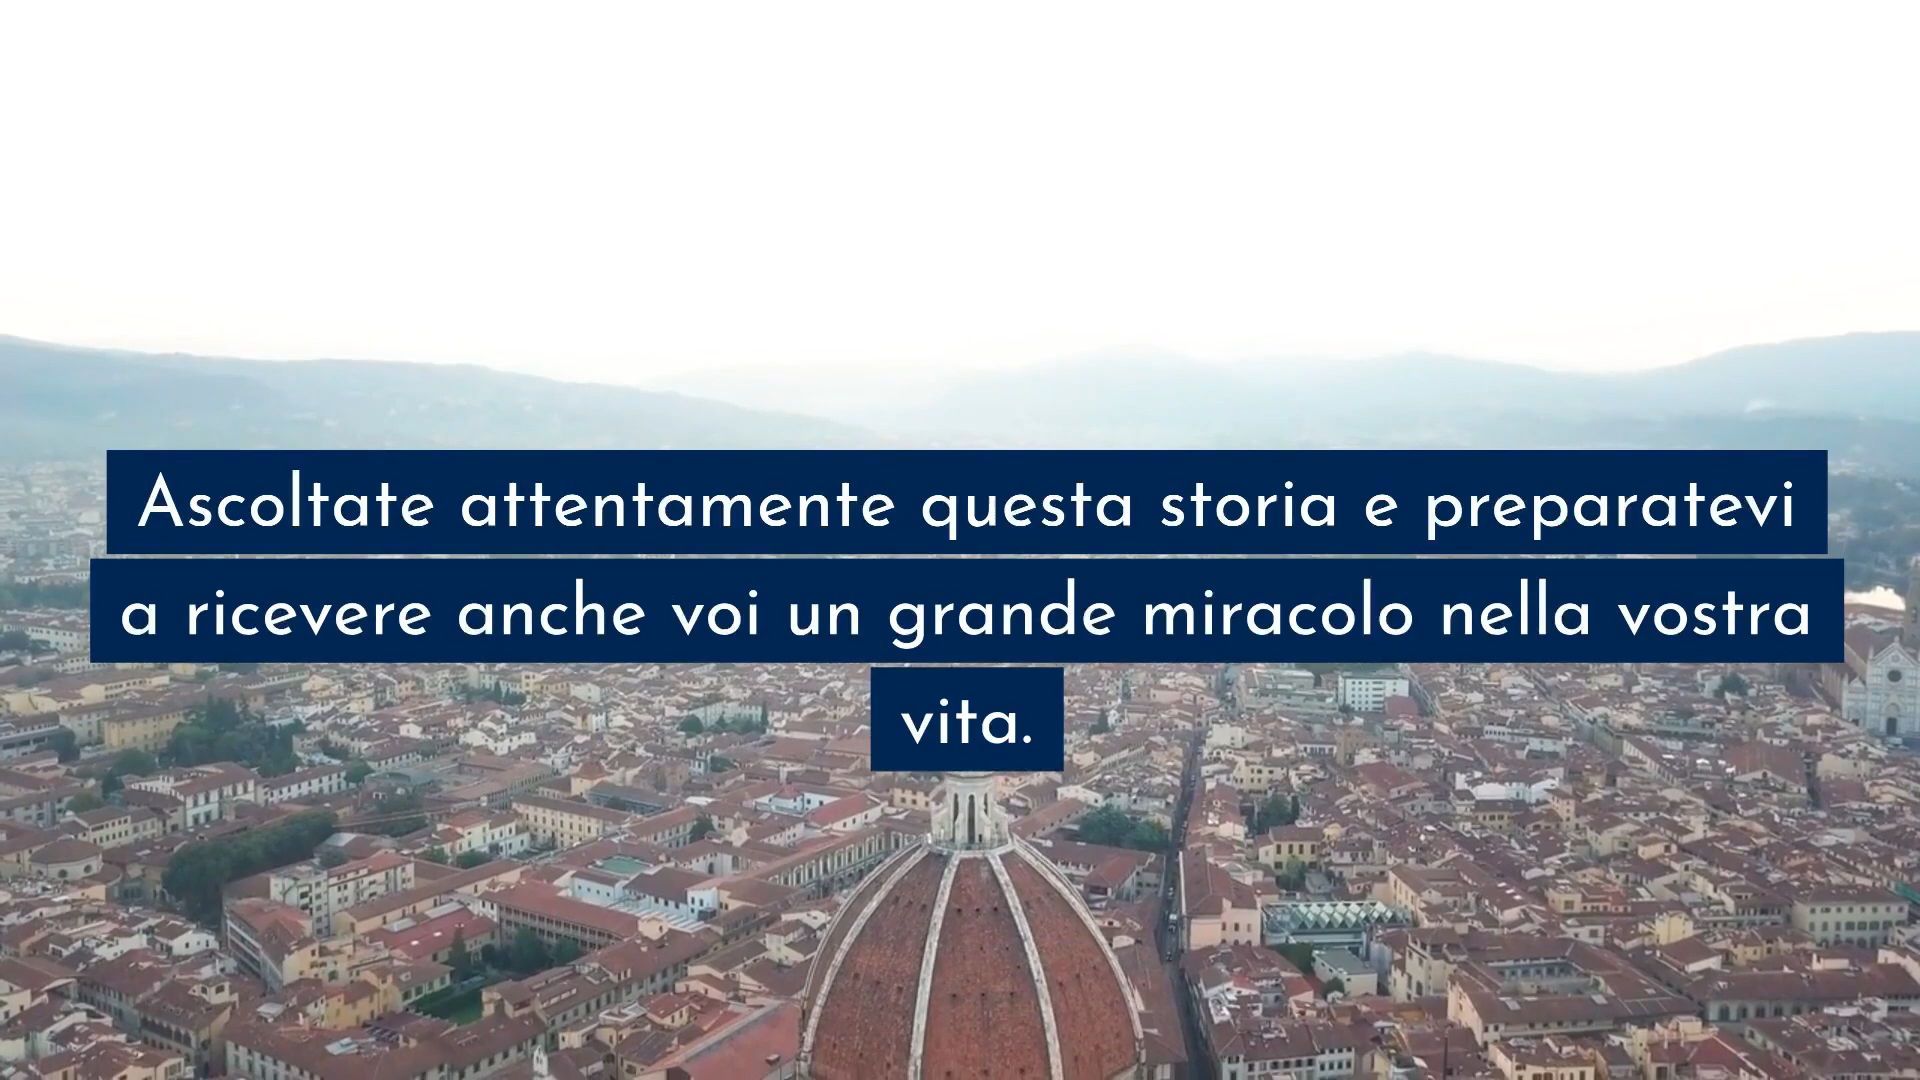 Ascoltate attentamente questa storia e preparatevi
a ricevere anche voi un grande miracolo nella vostra
vita.